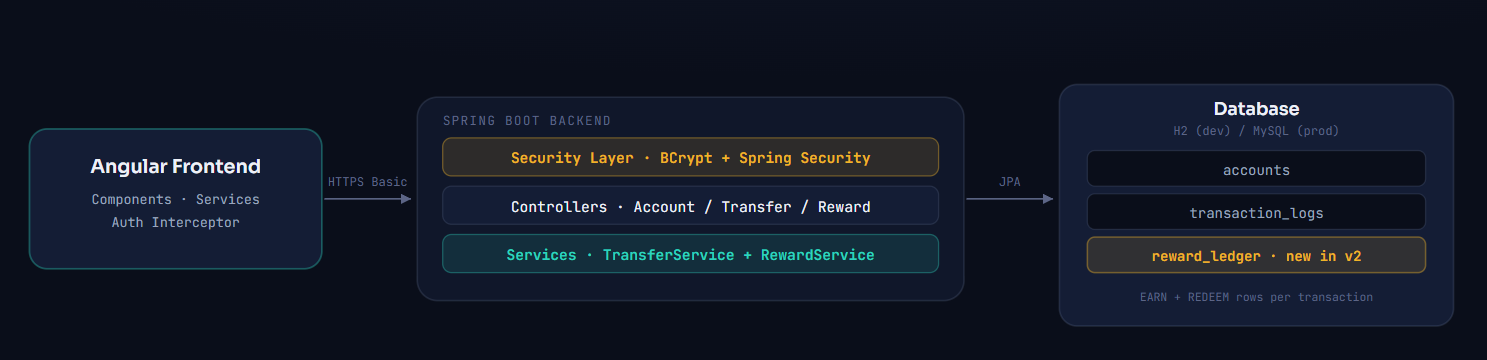 Angular Frontend
Components · Services
Auth Interceptor
HTTPS Basic
SPRING BOOT BACKEND
Security Layer · BCrypt + Spring Security
Controllers · Account / Transfer / Reward
Services · TransferService + RewardService
JPA
Database
H2 (dev) / MySQL (prod)
accounts
transaction_logs
reward_ledger · new in v2
EARN + REDEEM rows per transaction